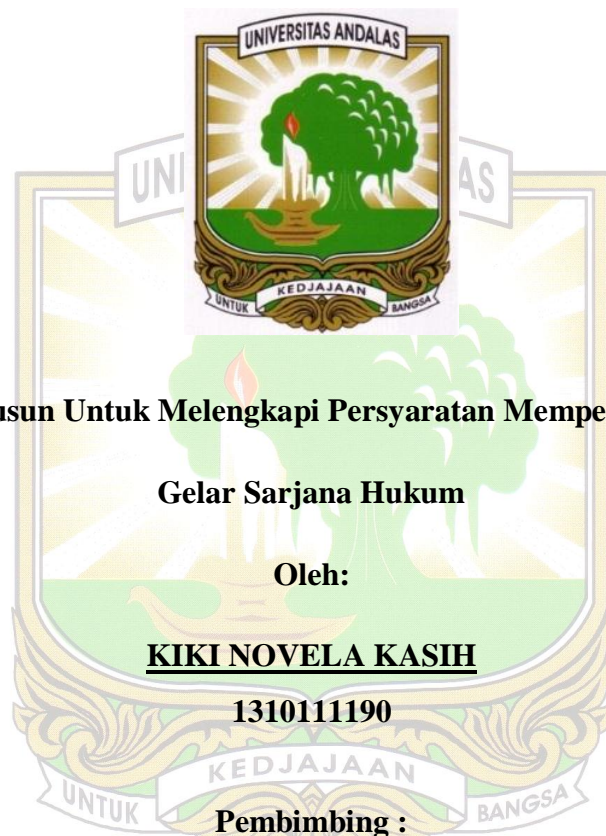 UNIVERSITAS ANDALAS
UNTUK KEDJAJAAN BANGSA
usun Untuk Melengkapi Persyaratan Mempe
Gelar Sarjana Hukum
Oleh:
KIKI NOVELA KASIH
1310111190
UNTUK KEDJAJAAN BANGSA
Pembimbing :